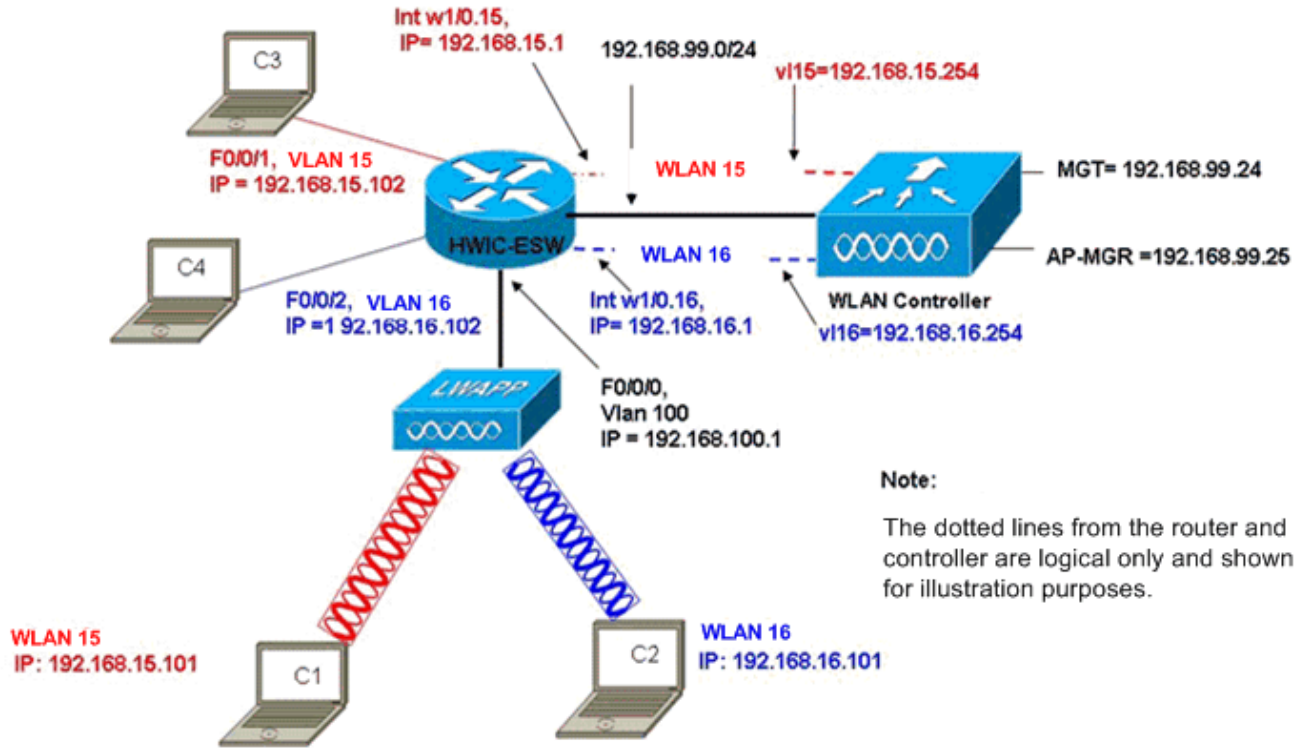 Int w1/0.15,
IP= 192.168.15.1
192.168.99.0/24
vl15=192.168.15.254
C3
F0/0/1, VLAN 15
IP = 192.168.15.102
WLAN 15
MGT= 192.168.99.24
HWIC-ESW
C4
WLAN 16
AP-MGR =192.168.99.25
F0/0/2, VLAN 16
IP =1 92.168.16.102
Int w1/0.16,
IP= 192.168.16.1
WLAN Controller
vl16=192.168.16.254
LWAPP
F0/0/0,
Vlan 100
IP = 192.168.100.1
Note:
The dotted lines from the router and
controller are logical only and shown
for illustration purposes.
WLAN 15
IP: 192.168.15.101
C1
C2
WLAN 16
IP: 192.168.16.101